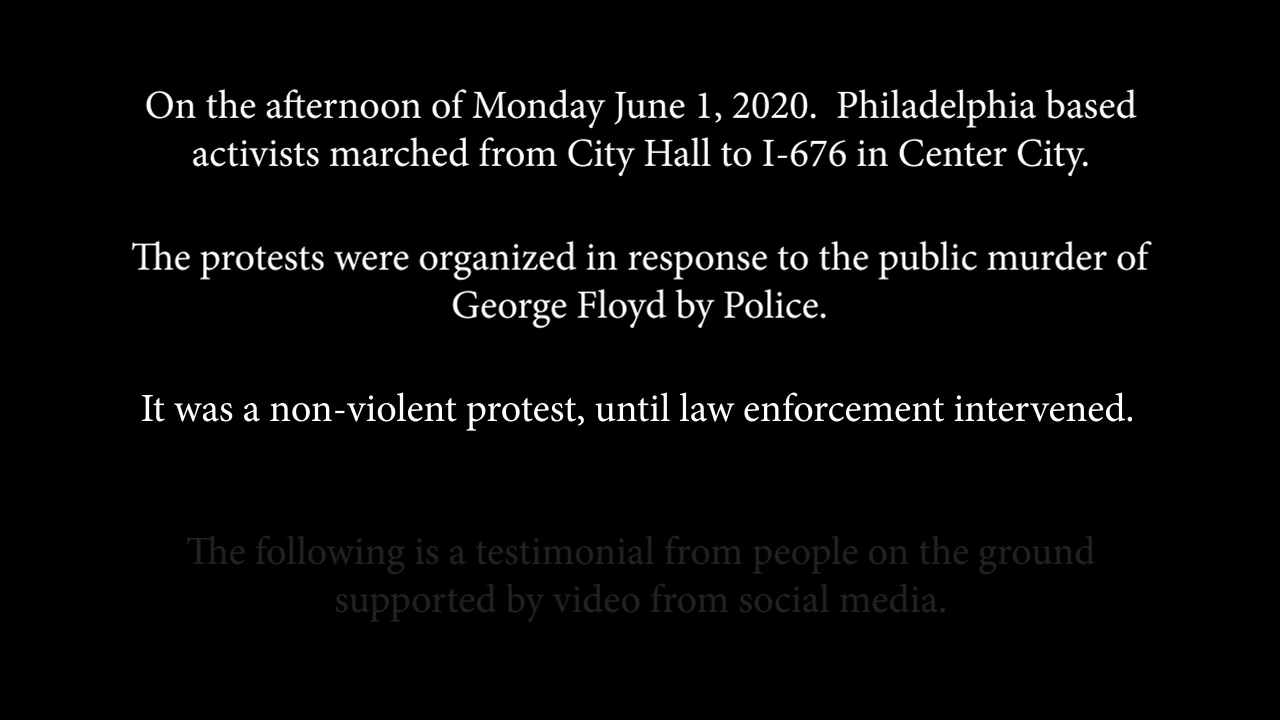 On the afternoon of Monday June 1, 2020.  Philadelphia based
activists marched from City Hall to I-676 in Center City.
The protests were organized in response to the public murder of
George Floyd by Police.
It was a non-violent protest, until law enforcement intervened.
The following is a testimonial from people on the ground
supported by video from social media.